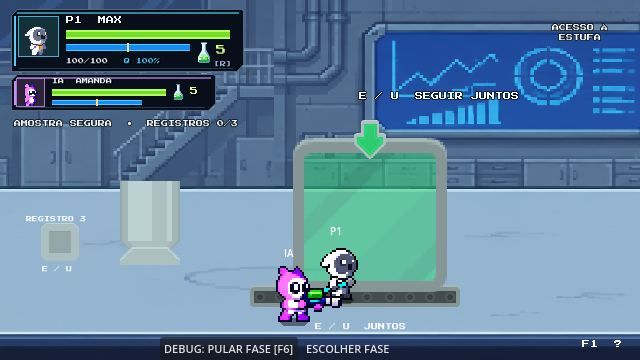 P1 MAX
5
100/100 Q 100% [R]
IA AMANDA
5
AMOSTRA SEGURA • REGISTROS 0/3
ACESSO A
ESTUFA
E / U SEGUIR JUNTOS
REGISTRO 3
E / U
P1
IA
E / U JUNTOS
DEBUG: PULAR FASE [F6] ESCOLHER FASE
F1 ?